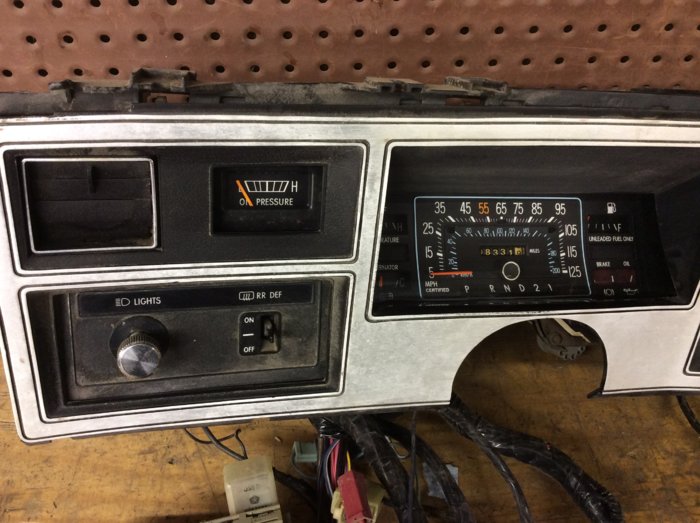 L H
OIL PRESSURE
LIGHTS
RR DEF
ON
OFF
35 45 55 65 75 85 95
25 105
15 115
5 125
8331
MILES
MPH
CERTIFIED
P R N D 2 1
F
UNLEADED FUEL ONLY
BRAKE OIL